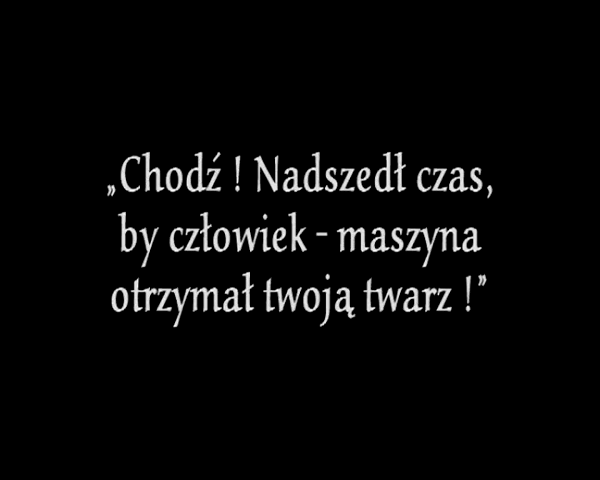 „Chodź ! Nadszedł czas,
by człowiek - maszyna
otrzymał twoją twarz !”